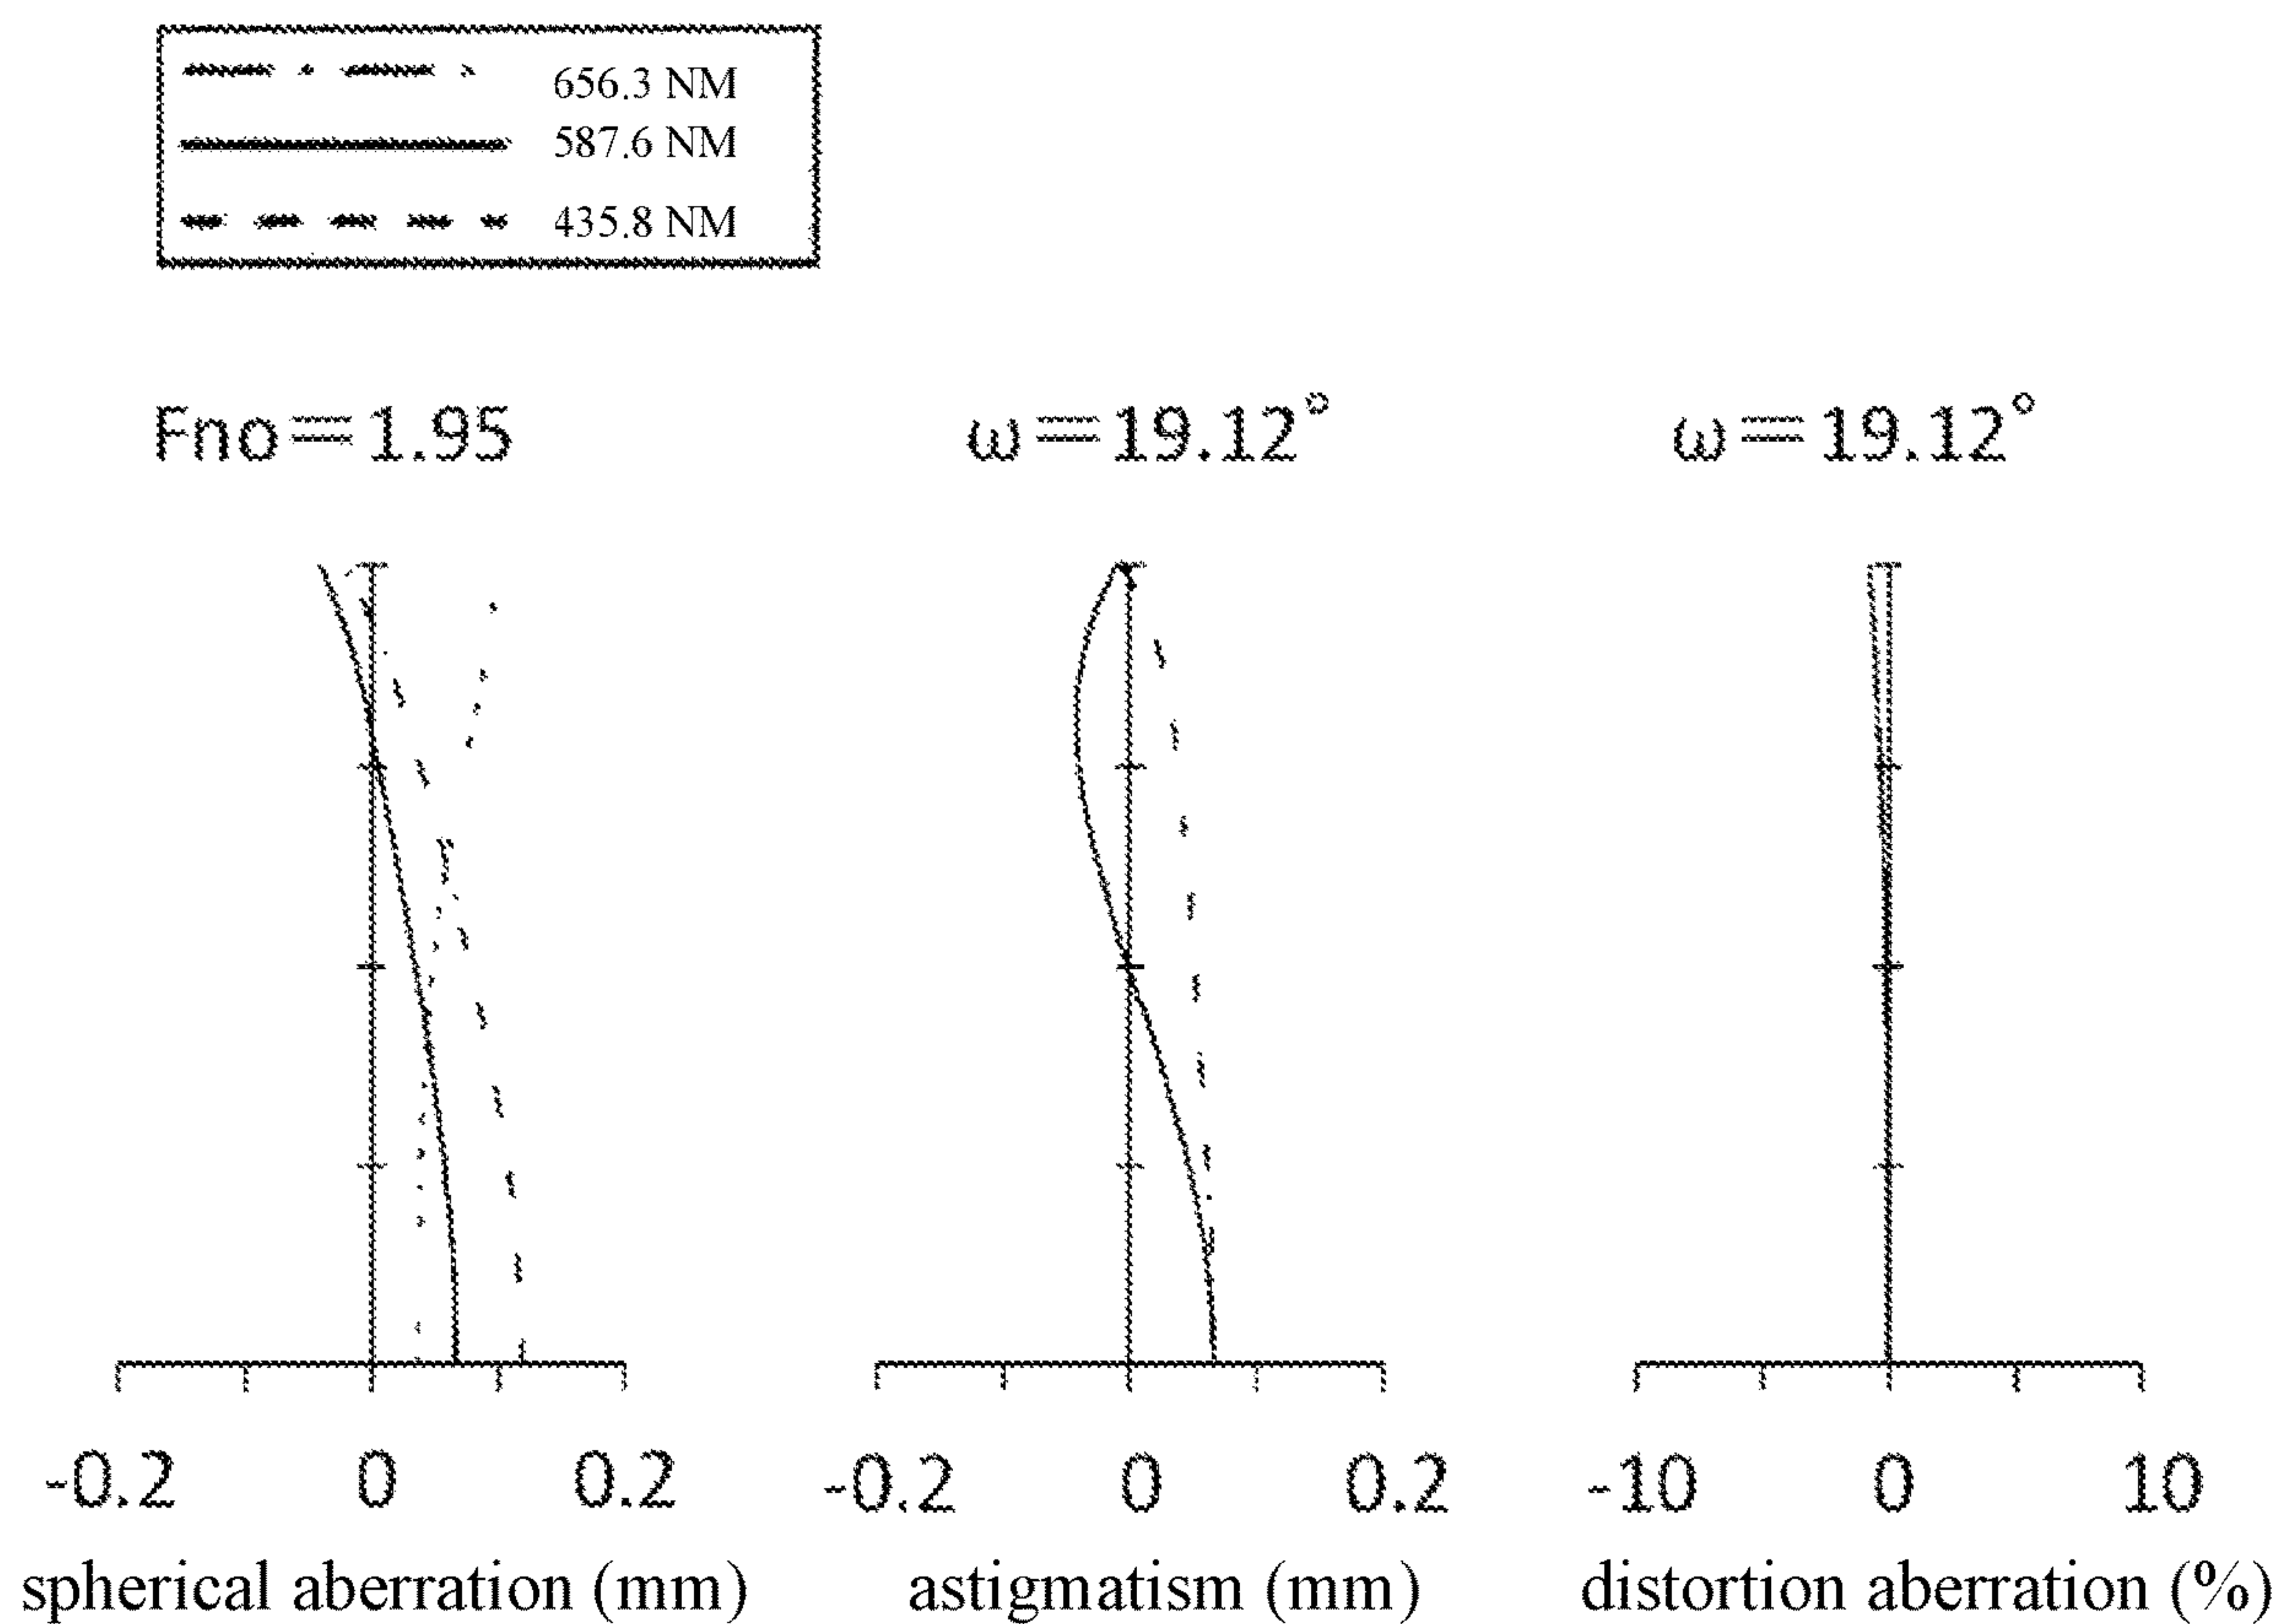 656.3 NM
587.6 NM
435.8 NM
Fno=1.95 ω=19.12° ω=19.12°
-0.2 0 0.2 -0.2 0 0.2 -10 0 10
spherical aberration (mm) astigmatism (mm) distortion aberration (%)